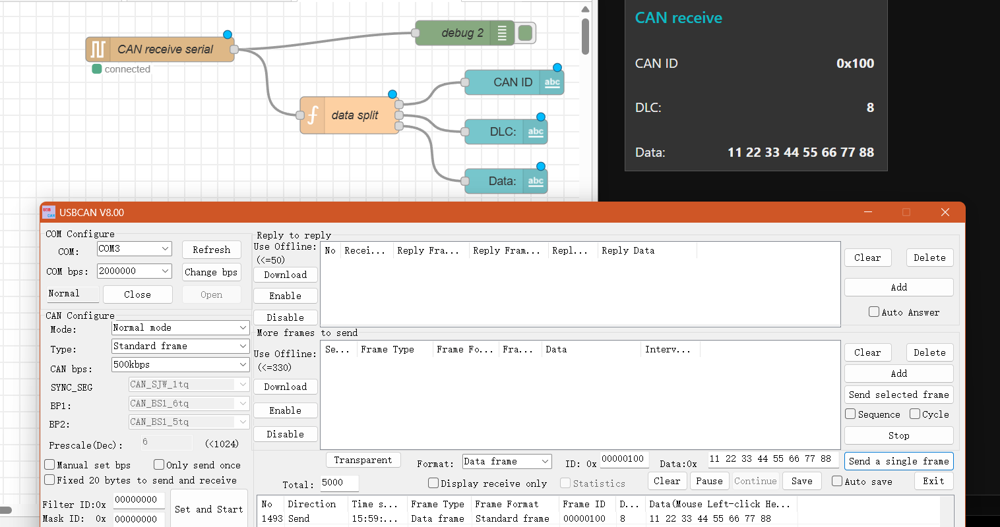 CAN receive serial
connected
debug 2
data split
CAN ID abc
DLC: abc
Data: abc
CAN receive
CAN ID 0x100
DLC: 8
Data: 11 22 33 44 55 66 77 88
USB CAN
USBCAN V8.00
COM Configure
COM: COM3 Refresh
COM bps: 2000000 Change bps
Normal Close Open
CAN Configure
Mode: Normal mode
Type: Standard frame
CAN bps: 500kbps
SYNC_SEG CAN_SJW_1tq
BP1: CAN_BS1_6tq
BP2: CAN_BS1_5tq
Prescale(Dec): 6 (<1024)
Manual set bps Only send once
Fixed 20 bytes to send and receive
Filter ID:0x 00000000
Mask ID: 0x 00000000
Set and Start
Reply to reply
Use Offline:
(<=50)
Download
Enable
Disable
No Recei... Reply Fra... Reply Fram... Repl... Reply Data
Clear Delete
Add
Auto Answer
More frames to send
Use Offline:
(<=330)
Download
Enable
Disable
Se... Frame Type Frame Fo... Fra... Data Interv...
Clear Delete
Add
Send selected frame
Sequence Cycle
Stop
Transparent Format: Data frame ID: 0x 00000100 Data:0x 11 22 33 44 55 66 77 88 Send a single frame
Total: 5000 Display receive only Statistics Clear Pause Continue Save Auto save Exit
No Direction Time s... Frame Type Frame Format Frame ID D... Data(Mouse Left-click He...
1493 Send 15:59:... Data frame Standard frame 00000100 8 11 22 33 44 55 66 77 88